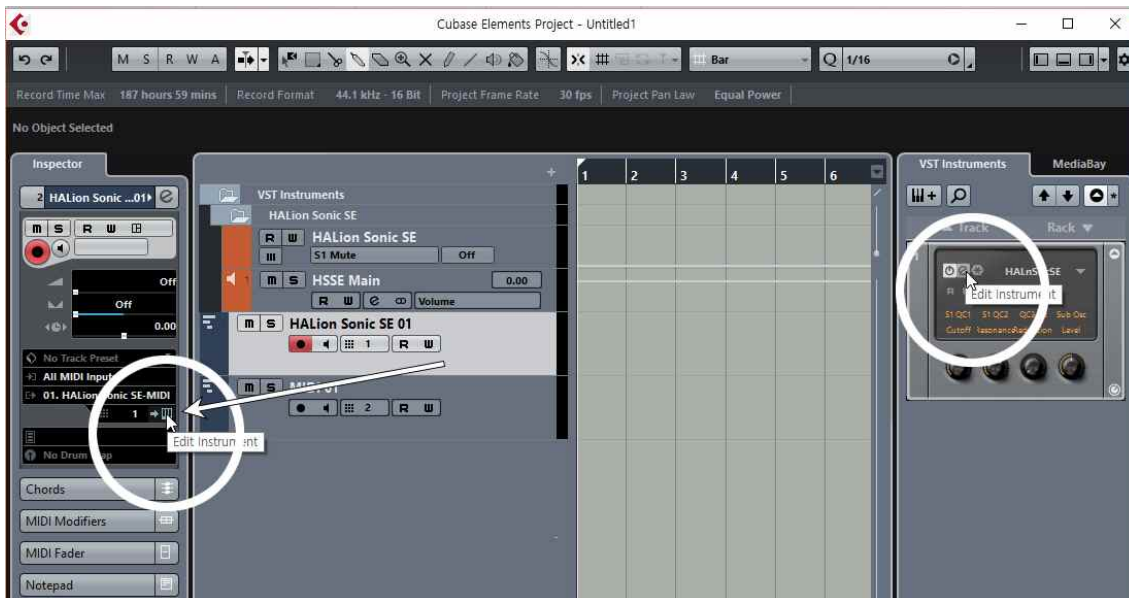 Cubase Elements Project - Untitled1
M S R W A Bar Q 1/16
Record Time Max 187 hours 59 mins Record Format 44.1 kHz - 16 Bit Project Frame Rate 30 fps Project Pan Law Equal Power
No Object Selected
Inspector
2 HALion Sonic ...01
m S R W
Off
Off
0.00
No Track Preset
All MIDI Input
01. HALion Sonic SE-MIDI
1
Edit Instrument
No Drum Map
Chords
MIDI Modifiers
MIDI Fader
Notepad
+
1 2 3 4 5 6
VST Instruments
HALion Sonic SE
R W HALion Sonic SE
S1 Mute Off
1 m S HSSE Main 0.00
R W e Volume
m S HALion Sonic SE 01
1 R W
m S MIDI 01
2 R W
VST Instruments MediaBay
Track Rack
1
HALnSncSE
R
Edit Instrument
S1 QC1 S1 QC2 Sub Osc
Cutoff Level